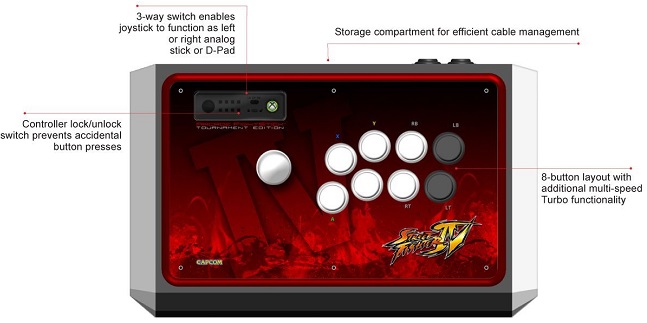 3-way switch enables
joystick to function as left
or right analog
stick or D-Pad
Storage compartment for efficient cable management
Controller lock/unlock
switch prevents accidental
button presses
TOURNAMENT EDITION
X
Y
RB
LB
A
RT
LT
8-button layout with
additional multi-speed
Turbo functionality
STREET
FIGHTER IV
CAPCOM